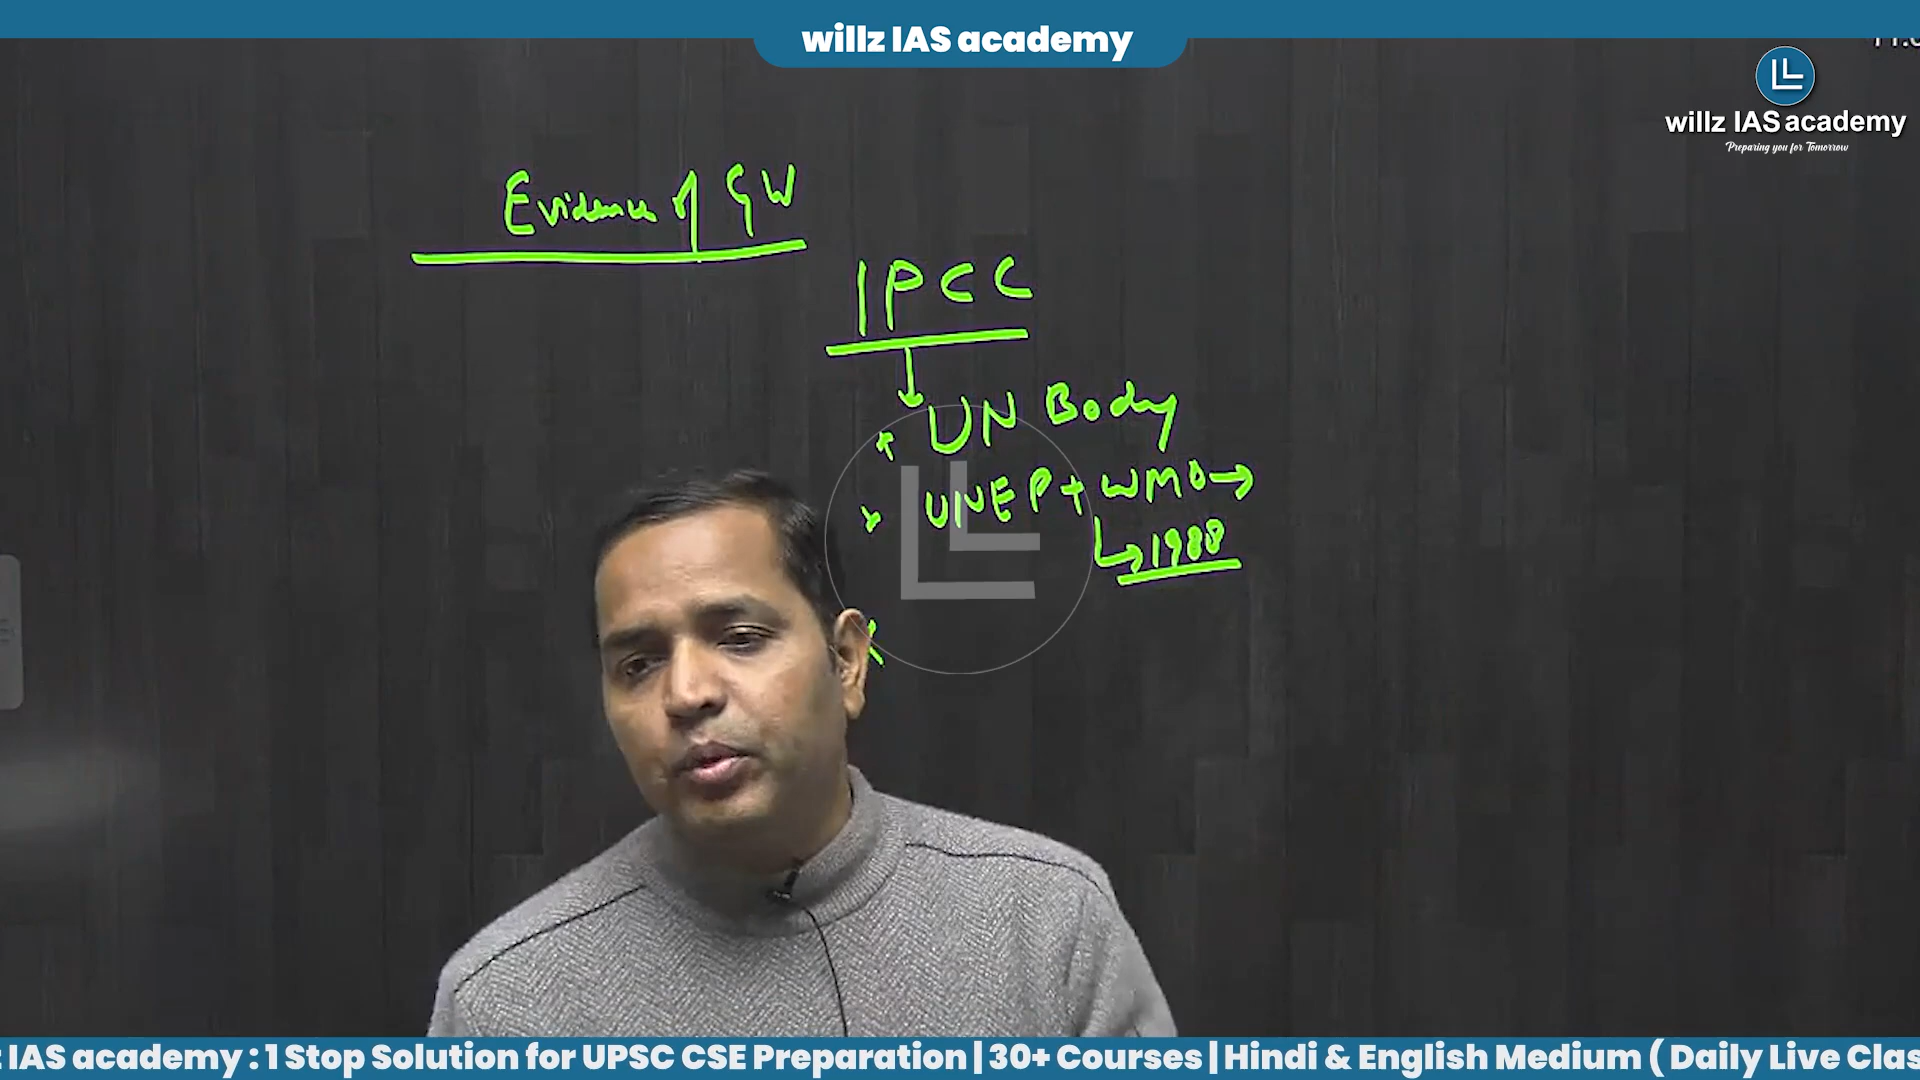 willz IAS academy
willz IAS academy
Preparing you for Tomorrow
Evidence of GW
IPCC
UN Body
UNEP + WMO →
1988
IAS academy : 1 Stop Solution for UPSC CSE Preparation | 30+ Courses | Hindi & English Medium ( Daily Live Clas